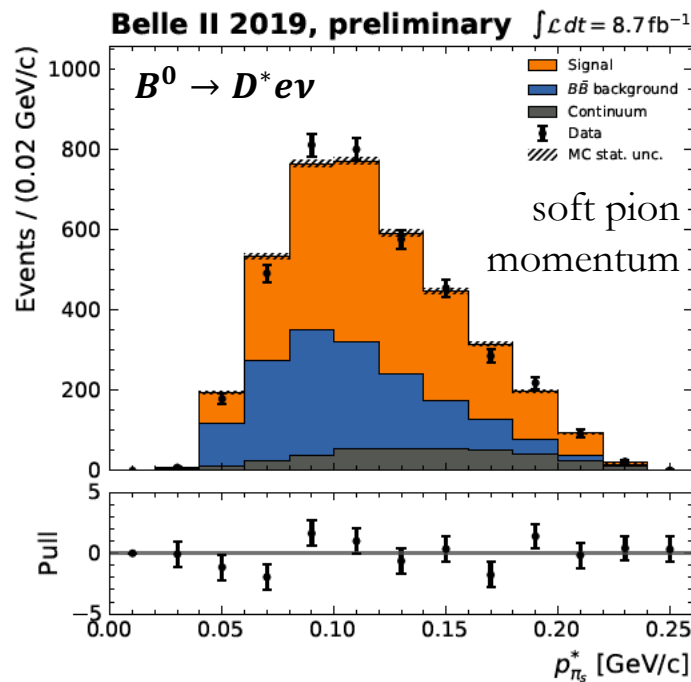 Belle II 2019, preliminary ∫ℒdt = 8.7 fb⁻¹
B⁰ → D*eν
Signal
BB̄ background
Continuum
Data
MC stat. unc.
soft pion
momentum
Events / (0.02 GeV/c)
1000
800
600
400
200
0
Pull
5
0
−5
0.00 0.05 0.10 0.15 0.20 0.25
p*πs [GeV/c]